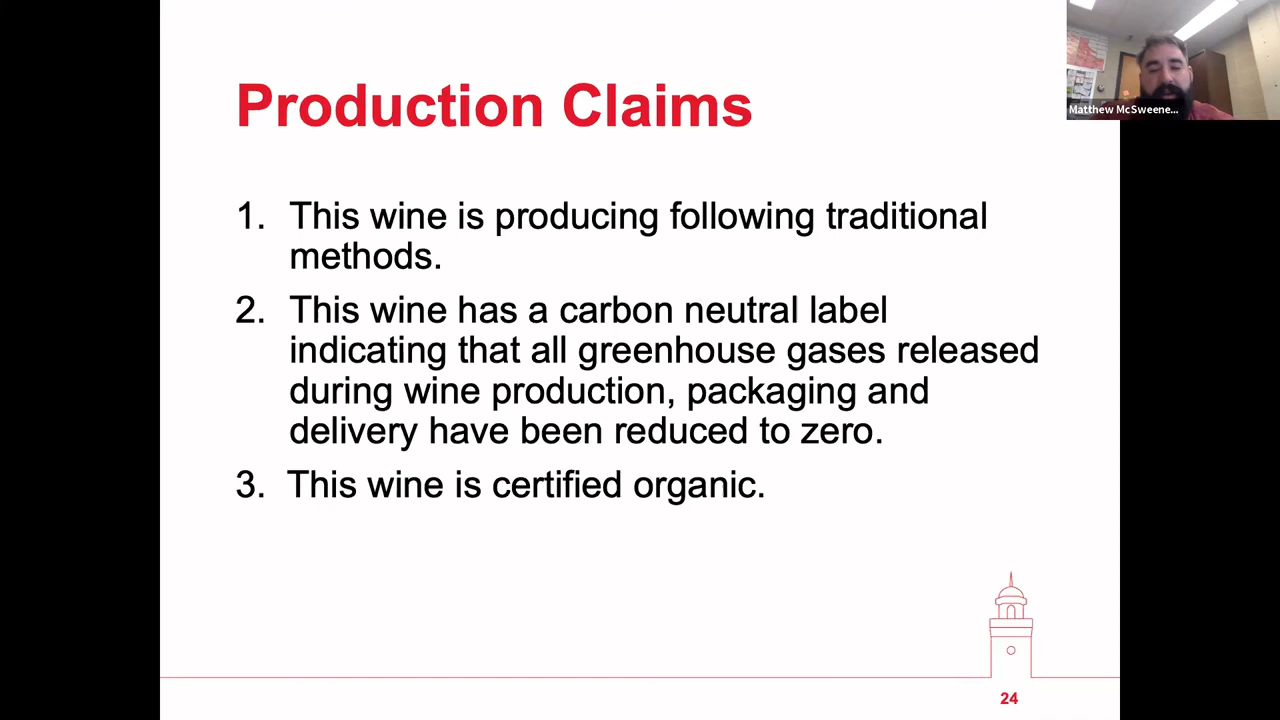 Production Claims
Matthew McSweene...
1. This wine is producing following traditional
methods.
2. This wine has a carbon neutral label
indicating that all greenhouse gases released
during wine production, packaging and
delivery have been reduced to zero.
3. This wine is certified organic.
24